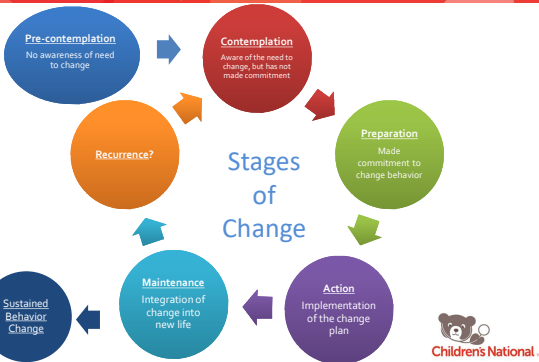 Pre-contemplation
No awareness of need
to change
Contemplation
Aware of the need to
change, but has not
made commitment
Preparation
Made
commitment to
change behavior
Recurrence?
Stages
of
Change
Maintenance
Integration of
change into
new life
Action
Implementation
of the change
plan
Sustained
Behavior
Change
Children's National